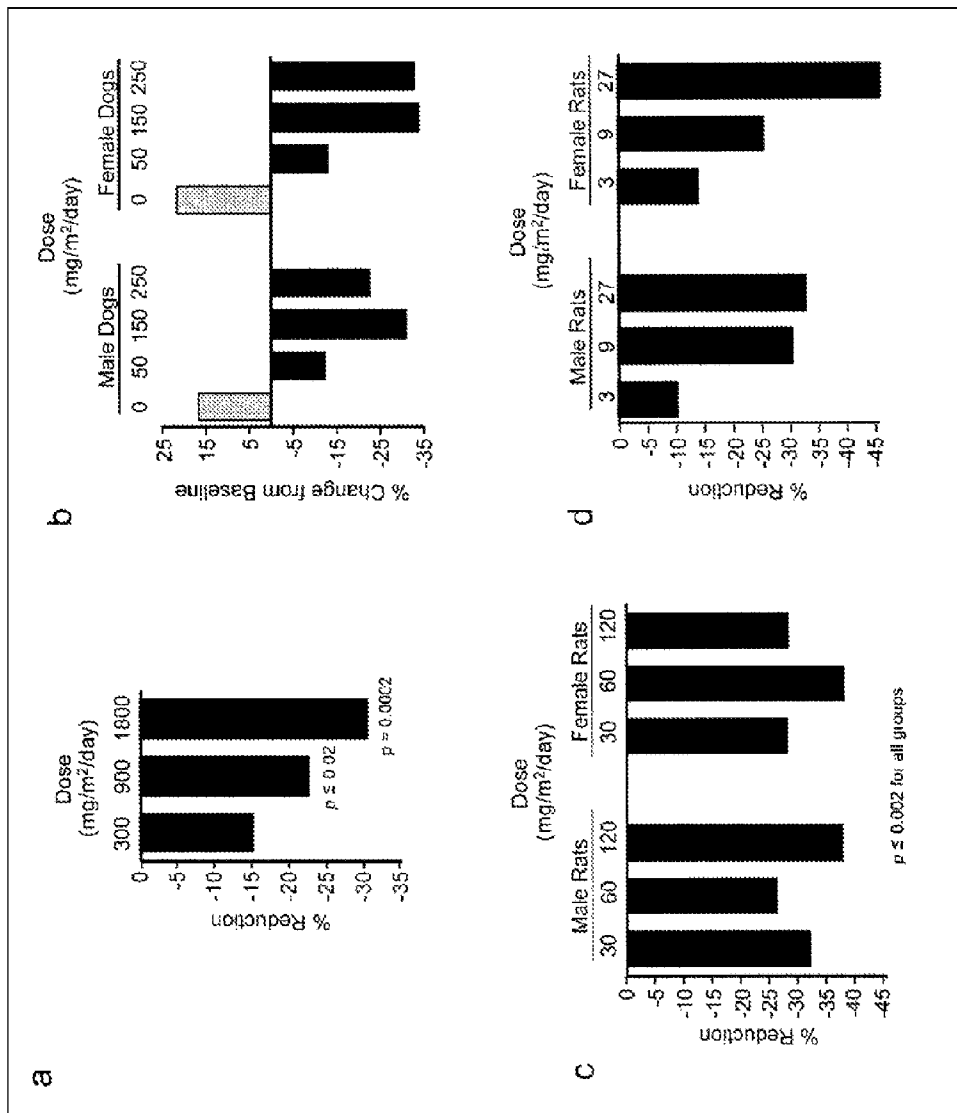 a
Dose
(mg/m²/day)
300 900 1800
0
-5
-10
-15
-20
-25
-30
-35
% Reduction
p ≤ 0.02
p = 0.0002
b
Dose
(mg/m²/day)
Male Dogs Female Dogs
0 50 150 250 0 50 150 250
25
15
5
-5
-15
-25
-35
% Change from Baseline
c
Dose
(mg/m²/day)
Male Rats Female Rats
30 60 120 30 60 120
0
-5
-10
-15
-20
-25
-30
-35
-40
-45
% Reduction
p ≤ 0.002 for all groups
d
Dose
(mg/m²/day)
Male Rats Female Rats
3 9 27 3 9 27
0
-5
-10
-15
-20
-25
-30
-35
-40
-45
% Reduction